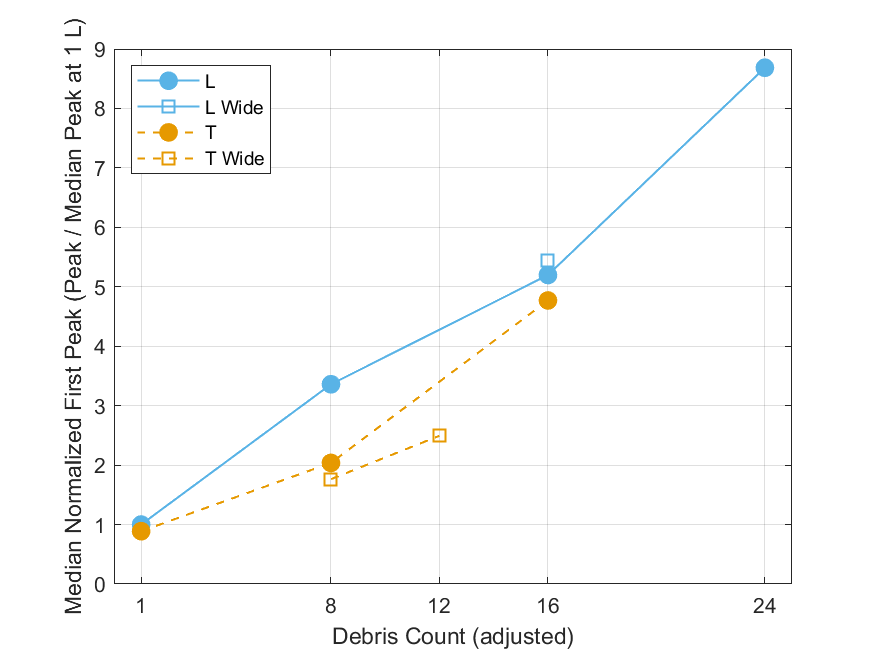 Median Normalized First Peak (Peak / Median Peak at 1 L)
9
8
7
6
5
4
3
2
1
0
L
L Wide
T
T Wide
1 8 12 16 24
Debris Count (adjusted)